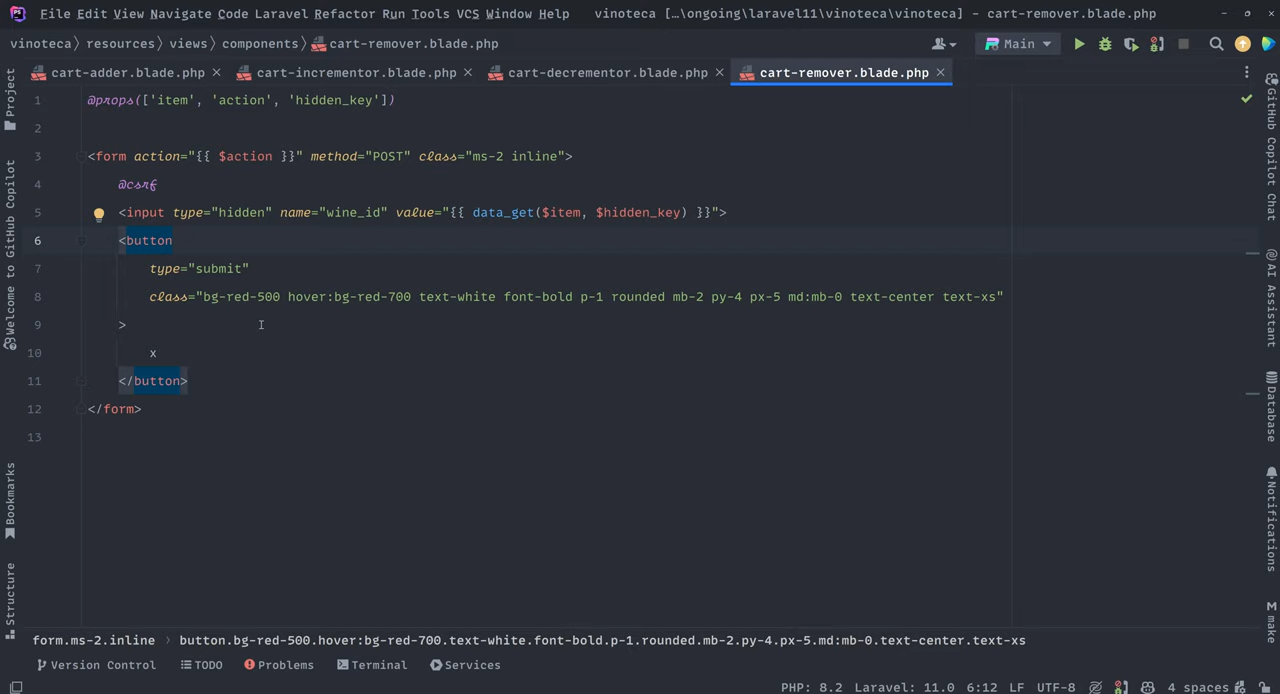 File Edit View Navigate Code Laravel Refactor Run Tools VCS Window Help vinoteca […\ongoing\laravel11\vinoteca\vinoteca] – cart-remover.blade.php
vinoteca resources views components cart-remover.blade.php Main
cart-adder.blade.php cart-incrementor.blade.php cart-decrementor.blade.php cart-remover.blade.php
Project
Welcome to GitHub Copilot
Bookmarks
Structure
1 @props(['item', 'action', 'hidden_key'])
2
3 <form action="{{ $action }}" method="POST" class="ms-2 inline">
4 @csrf
5 <input type="hidden" name="wine_id" value="{{ data_get($item, $hidden_key) }}">
6 <button
7 type="submit"
8 class="bg-red-500 hover:bg-red-700 text-white font-bold p-1 rounded mb-2 py-4 px-5 md:mb-0 text-center text-xs"
9 >
10 x
11 </button>
12 </form>
13
GitHub Copilot Chat
AI Assistant
Database
Notifications
make
form.ms-2.inline › button.bg-red-500.hover:bg-red-700.text-white.font-bold.p-1.rounded.mb-2.py-4.px-5.md:mb-0.text-center.text-xs
Version Control TODO Problems Terminal Services
PHP: 8.2 Laravel: 11.0 6:12 LF UTF-8 4 spaces